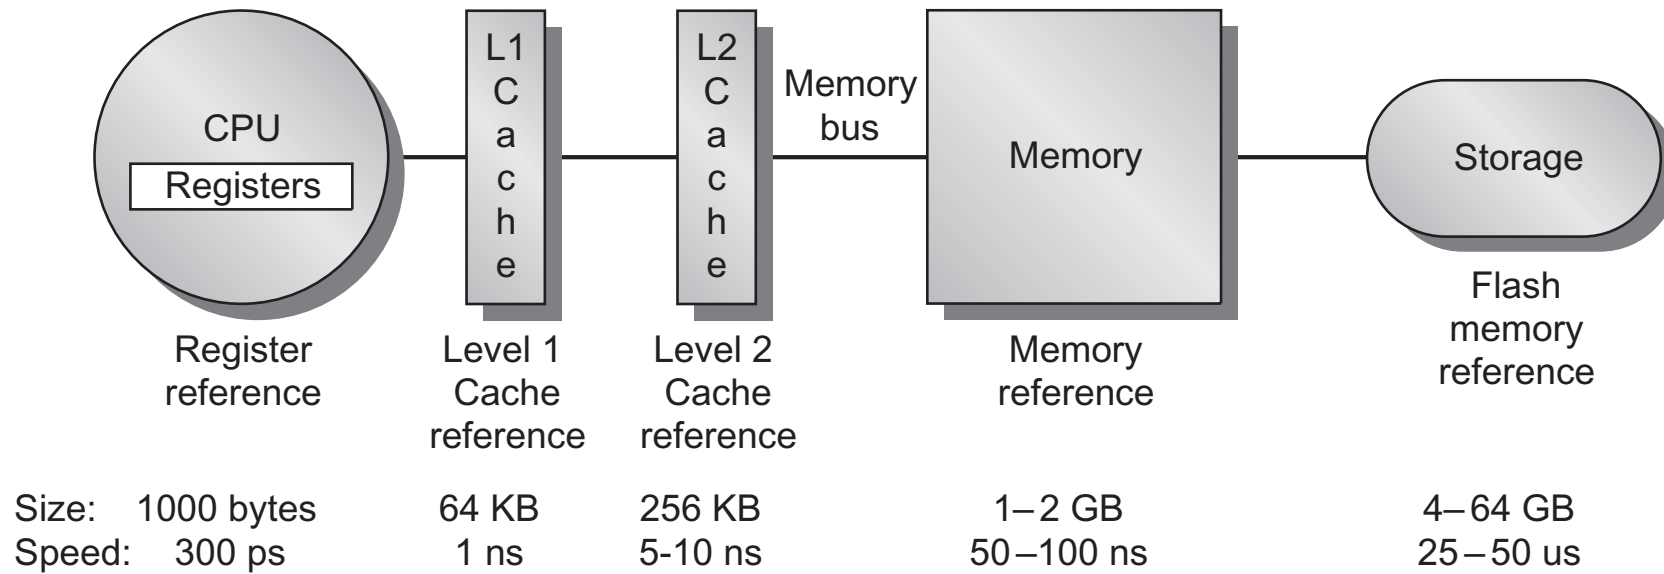 CPU
Registers
L1
C
a
c
h
e
L2
C
a
c
h
e
Memory
bus
Memory
Storage
Register
reference
Level 1
Cache
reference
Level 2
Cache
reference
Memory
reference
Flash
memory
reference
Size: 1000 bytes 64 KB 256 KB 1–2 GB 4–64 GB
Speed: 300 ps 1 ns 5-10 ns 50–100 ns 25–50 us